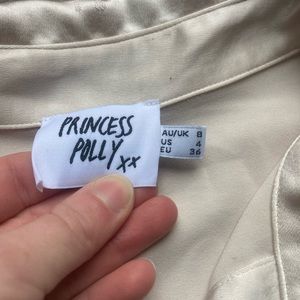 PRINCESS
POLLY xx
AU/UK 8
US 4
EU 36